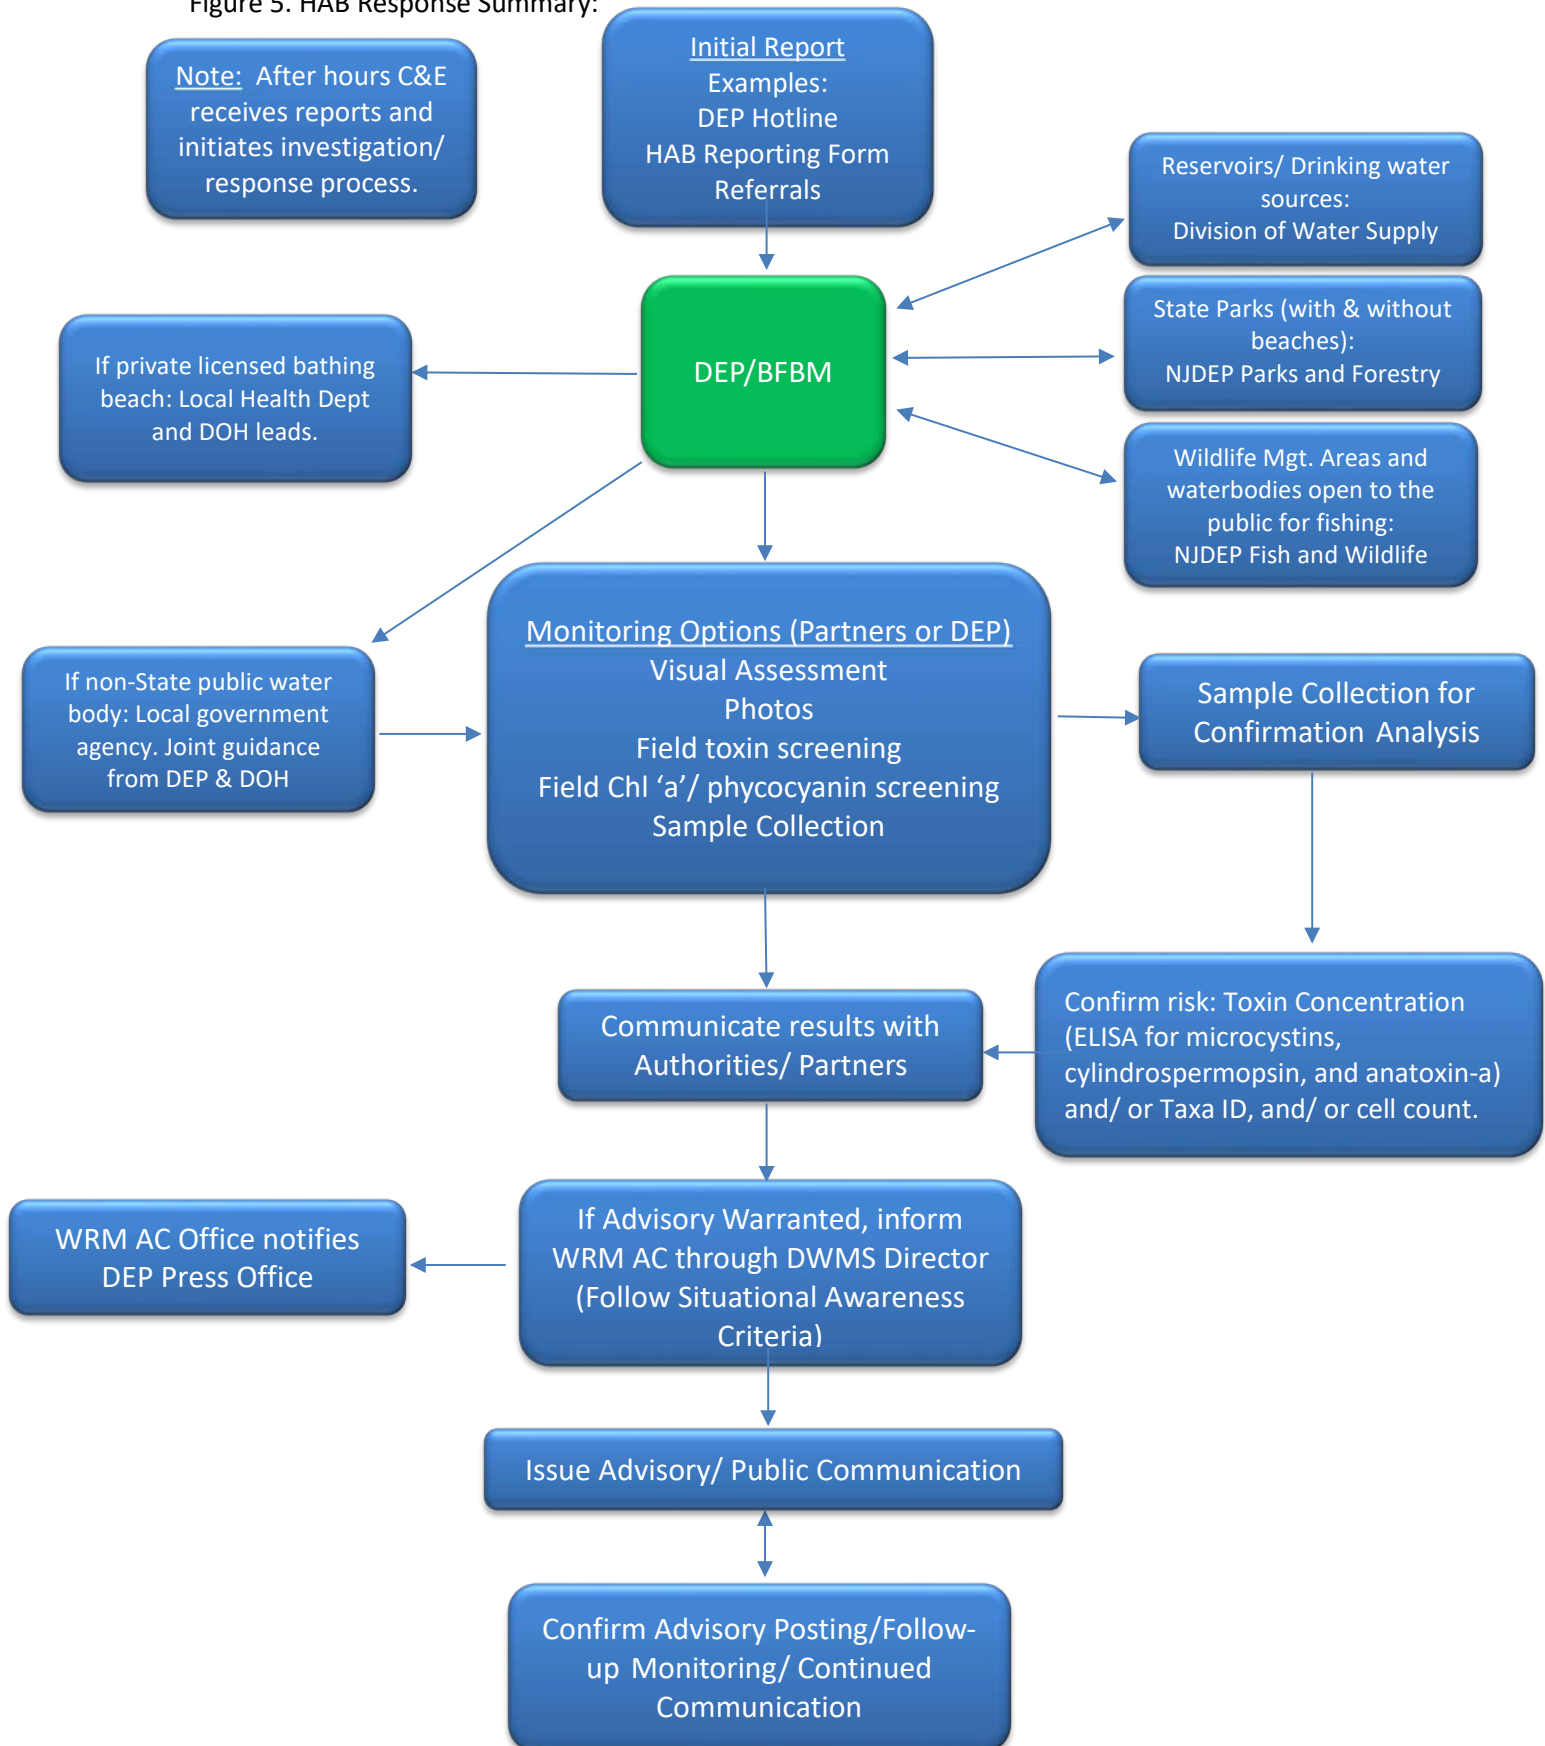 Figure 5. HAB Response Summary:
Note:  After hours C&E
receives reports and
initiates investigation/
response process.
Initial Report
Examples:
DEP Hotline
HAB Reporting Form
Referrals
Reservoirs/ Drinking water
sources:
Division of Water Supply
State Parks (with & without
beaches):
NJDEP Parks and Forestry
Wildlife Mgt. Areas and
waterbodies open to the
public for fishing:
NJDEP Fish and Wildlife
DEP/BFBM
If private licensed bathing
beach: Local Health Dept
and DOH leads.
If non-State public water
body: Local government
agency. Joint guidance
from DEP & DOH
Monitoring Options (Partners or DEP)
Visual Assessment
Photos
Field toxin screening
Field Chl ‘a’/ phycocyanin screening
Sample Collection
Sample Collection for
Confirmation Analysis
Confirm risk: Toxin Concentration
(ELISA for microcystins,
cylindrospermopsin, and anatoxin-a)
and/ or Taxa ID, and/ or cell count.
Communicate results with
Authorities/ Partners
If Advisory Warranted, inform
WRM AC through DWMS Director
(Follow Situational Awareness
Criteria)
WRM AC Office notifies
DEP Press Office
Issue Advisory/ Public Communication
Confirm Advisory Posting/Follow-
up Monitoring/ Continued
Communication